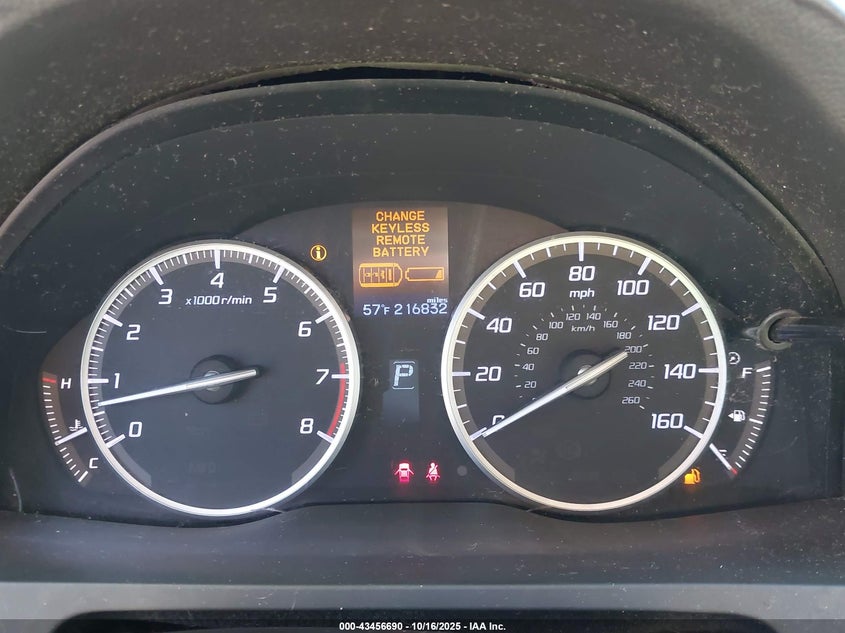 CHANGE
KEYLESS
REMOTE
BATTERY
miles
57°F 216832
x1000r/min
0
1
2
3
4
5
6
7
8
H
C
P
0
20
40
60
80
100
120
140
160
mph
km/h
20
40
60
80
100
120
140
160
180
200
220
240
260
F
E
000-43456690 - 10/16/2025 - IAA Inc.